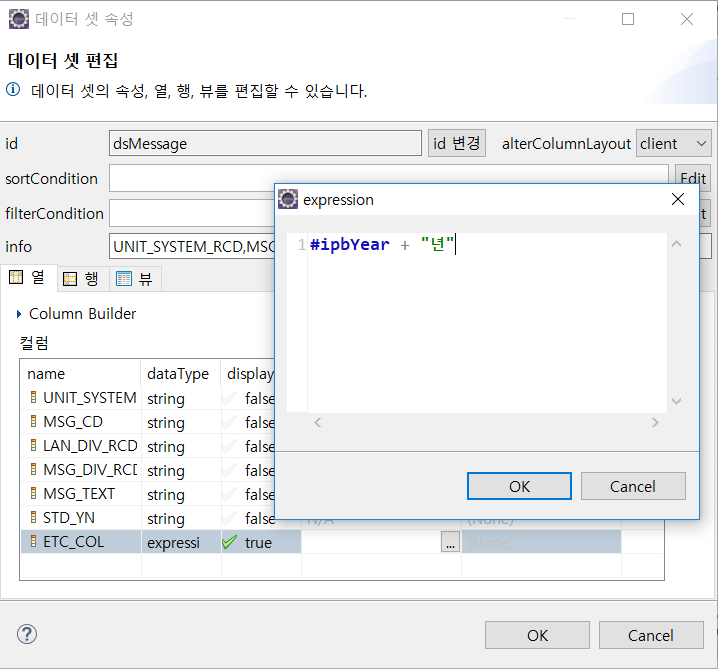 데이터 셋 속성
데이터 셋 편집
데이터 셋의 속성, 열, 행, 뷰를 편집할 수 있습니다.
id dsMessage id 변경 alterColumnLayout client
sortCondition Edit
filterCondition
info UNIT_SYSTEM_RCD,MSG
expression
1 #ipbYear + "년"
OK Cancel
열 행 뷰
Column Builder
컬럼
name dataType display
UNIT_SYSTEM string false
MSG_CD string false
LAN_DIV_RCD string false
MSG_DIV_RCD string false
MSG_TEXT string false
STD_YN string false N/A (None)
ETC_COL expressi true ... (None)
? OK Cancel